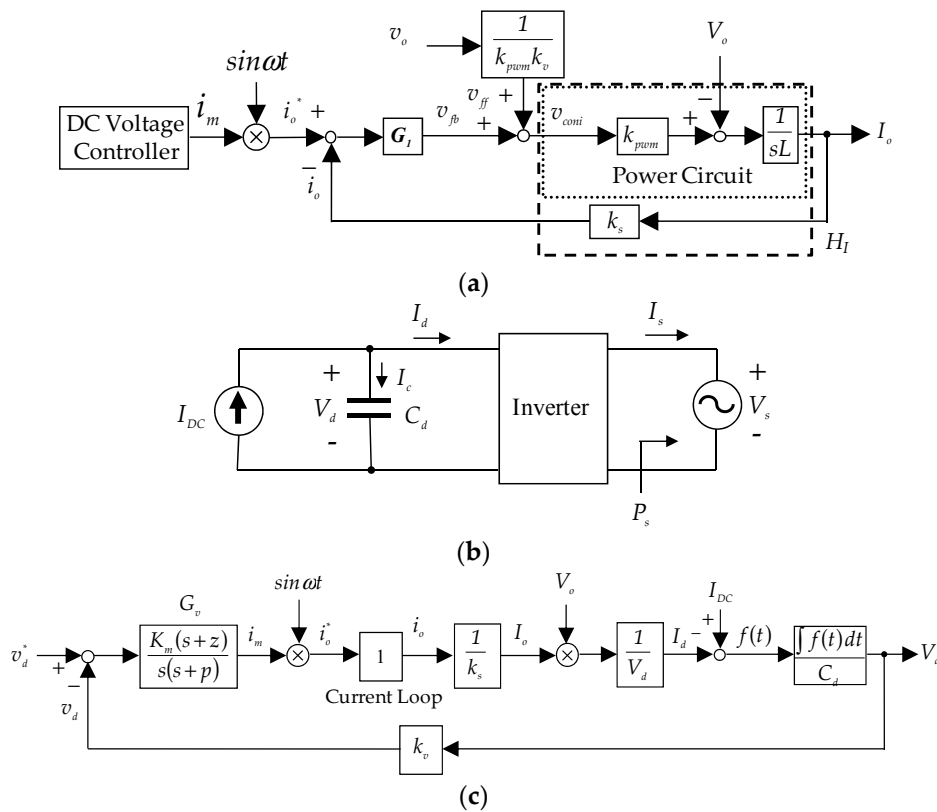 v_o
1
k_pwm k_v
V_o
sinωt
DC Voltage
Controller
i_m
i_o^* +
−
i_o
G_1
v_fb
+
v_ff
+
v_coni
k_pwm
+
−
1
sL
I_o
Power Circuit
k_s
H_I
(a)
I_d
I_s
I_DC
+
V_d
-
I_c
C_d
Inverter
+
V_s
-
P_s
(b)
sinωt
V_o
I_DC
G_v
v_d^*
+
−
v_d
K_m(s+z)
s(s+p)
i_m
i_o^*
1
Current Loop
i_o
1
k_s
I_o
1
V_d
I_d
−
+
f(t)
∫f(t)dt
C_d
k_v
(c)